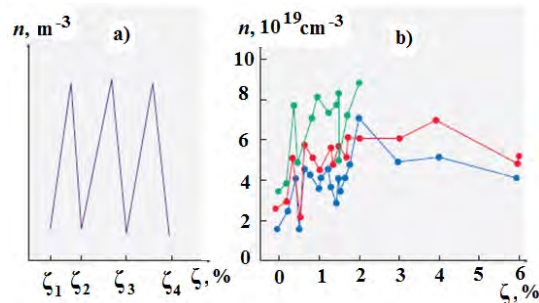 n, m⁻³
a)
ζ₁ ζ₂ ζ₃ ζ₄ ζ, %
n, 10¹⁹cm⁻³
b)
10
8
6
4
2
0
0 1 2 3 4 5 6
ζ, %